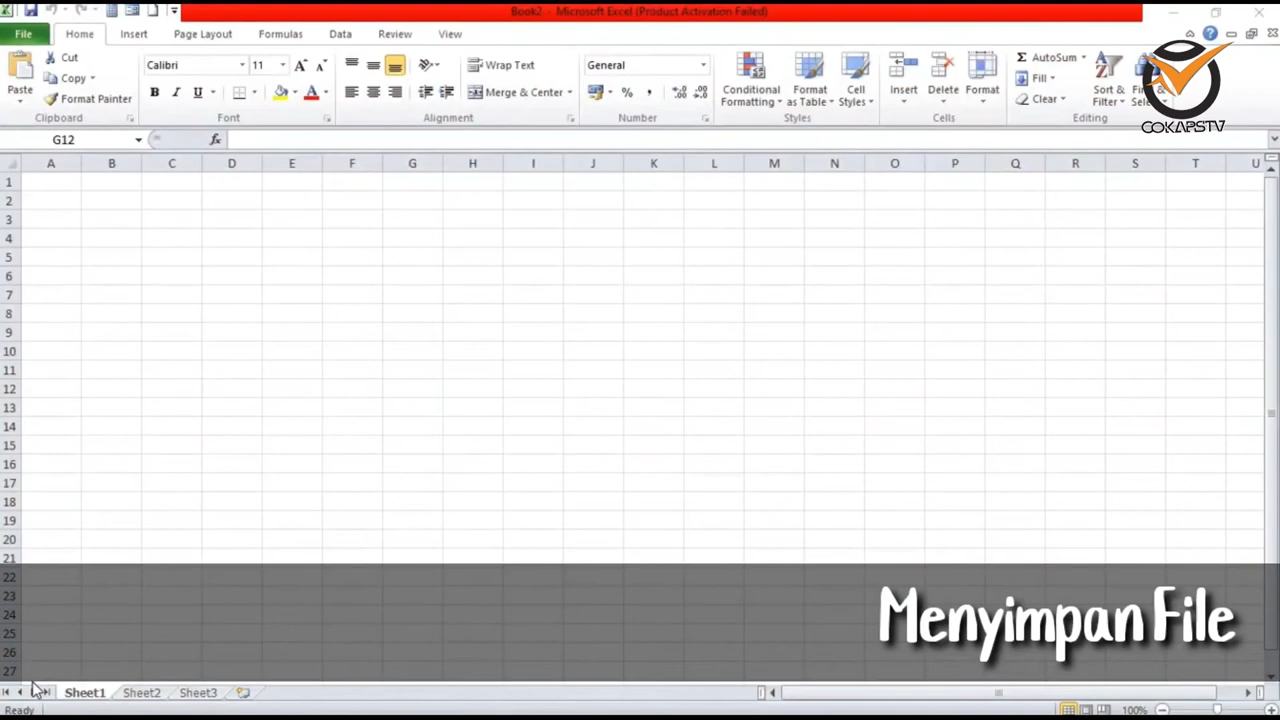 Book2 - Microsoft Excel (Product Activation Failed)
File Home Insert Page Layout Formulas Data Review View
Cut
Copy
Format Painter
Paste
Clipboard
Calibri 11
B I U
Font
Wrap Text
Merge & Center
Alignment
General
%
Number
Conditional Formatting
Format as Table
Cell Styles
Styles
Insert Delete Format
Cells
AutoSum
Fill
Clear
Sort & Filter
Editing
COKAPSTV
G12 fx
A B C D E F G H I J K L M N O P Q R S T U
1
2
3
4
5
6
7
8
9
10
11
12
13
14
15
16
17
18
19
20
21
22
23
24
25
26
27
Menyimpan File
Sheet1 Sheet2 Sheet3
Ready 100%